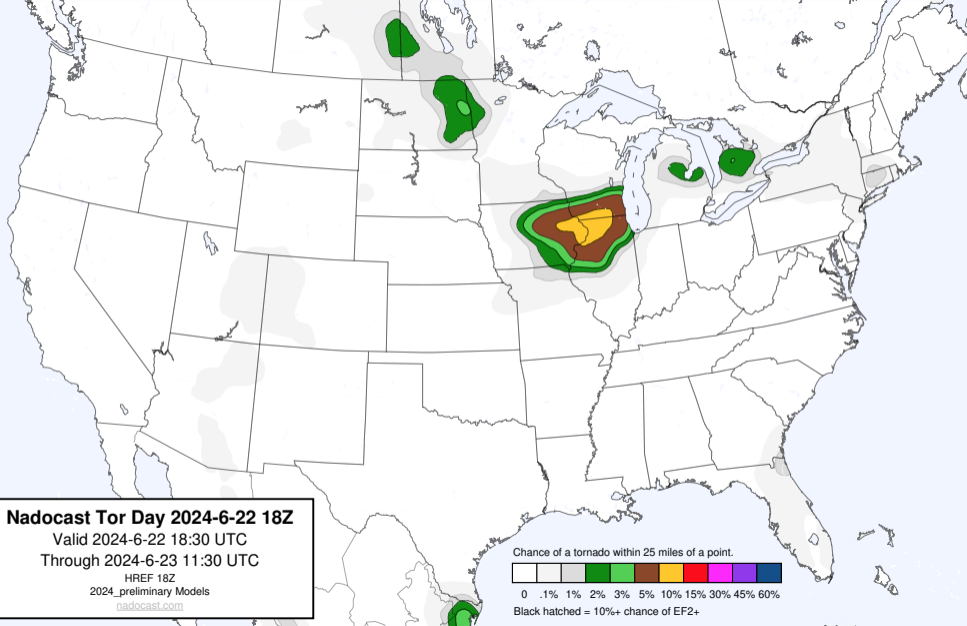 Nadocast Tor Day 2024-6-22 18Z
Valid 2024-6-22 18:30 UTC
Through 2024-6-23 11:30 UTC
HREF 18Z
2024_preliminary Models
nadocast.com
Chance of a tornado within 25 miles of a point.
0 .1% 1% 2% 3% 5% 10% 15% 30% 45% 60%
Black hatched = 10%+ chance of EF2+